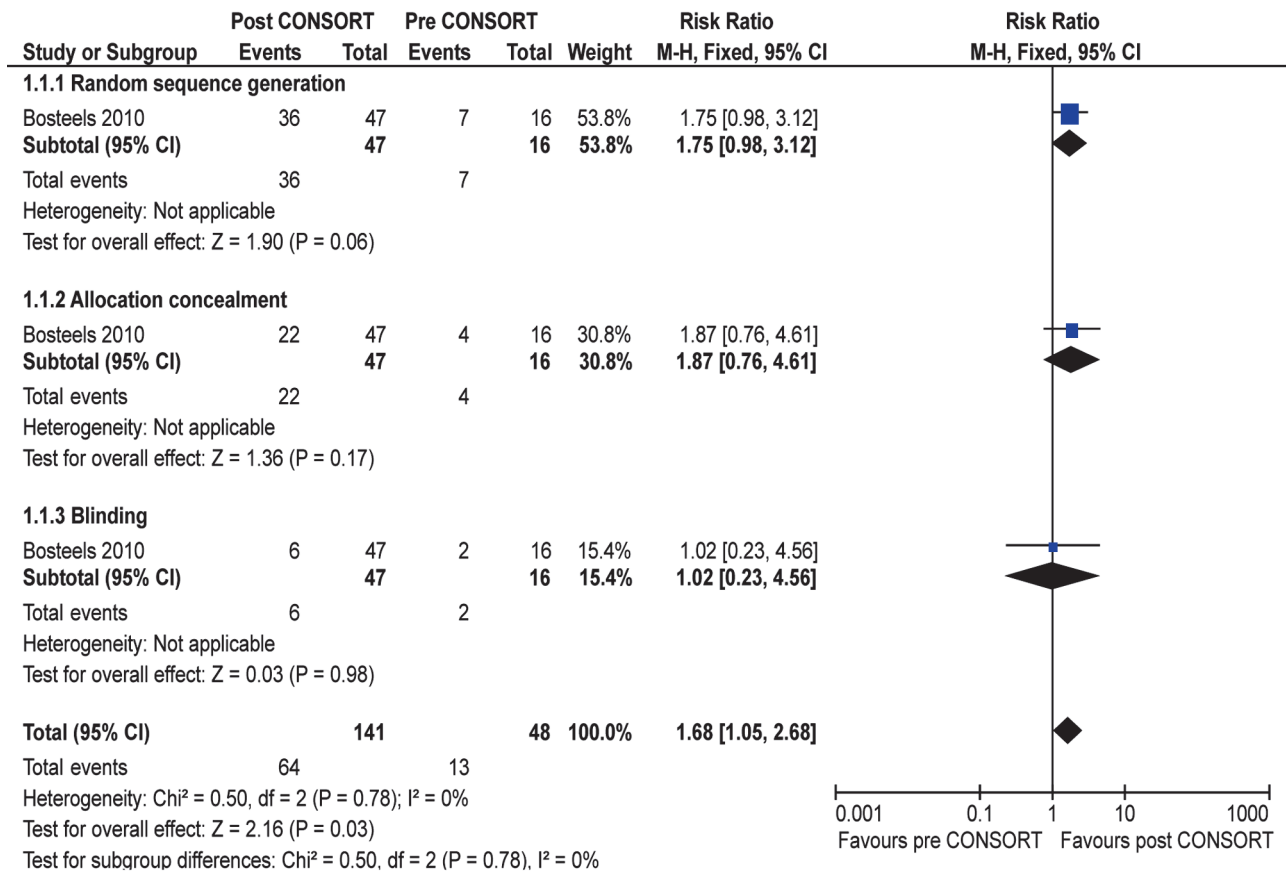 Post CONSORT Pre CONSORT Risk Ratio Risk Ratio
Study or Subgroup Events Total Events Total Weight M-H, Fixed, 95% CI M-H, Fixed, 95% CI
1.1.1 Random sequence generation
Bosteels 2010 36 47 7 16 53.8% 1.75 [0.98, 3.12]
Subtotal (95% CI) 47 16 53.8% 1.75 [0.98, 3.12]
Total events 36 7
Heterogeneity: Not applicable
Test for overall effect: Z = 1.90 (P = 0.06)
1.1.2 Allocation concealment
Bosteels 2010 22 47 4 16 30.8% 1.87 [0.76, 4.61]
Subtotal (95% CI) 47 16 30.8% 1.87 [0.76, 4.61]
Total events 22 4
Heterogeneity: Not applicable
Test for overall effect: Z = 1.36 (P = 0.17)
1.1.3 Blinding
Bosteels 2010 6 47 2 16 15.4% 1.02 [0.23, 4.56]
Subtotal (95% CI) 47 16 15.4% 1.02 [0.23, 4.56]
Total events 6 2
Heterogeneity: Not applicable
Test for overall effect: Z = 0.03 (P = 0.98)
Total (95% CI) 141 48 100.0% 1.68 [1.05, 2.68]
Total events 64 13
Heterogeneity: Chi² = 0.50, df = 2 (P = 0.78); I² = 0%
Test for overall effect: Z = 2.16 (P = 0.03)
Test for subgroup differences: Chi² = 0.50, df = 2 (P = 0.78), I² = 0%
0.001 0.1 1 10 1000
Favours pre CONSORT Favours post CONSORT